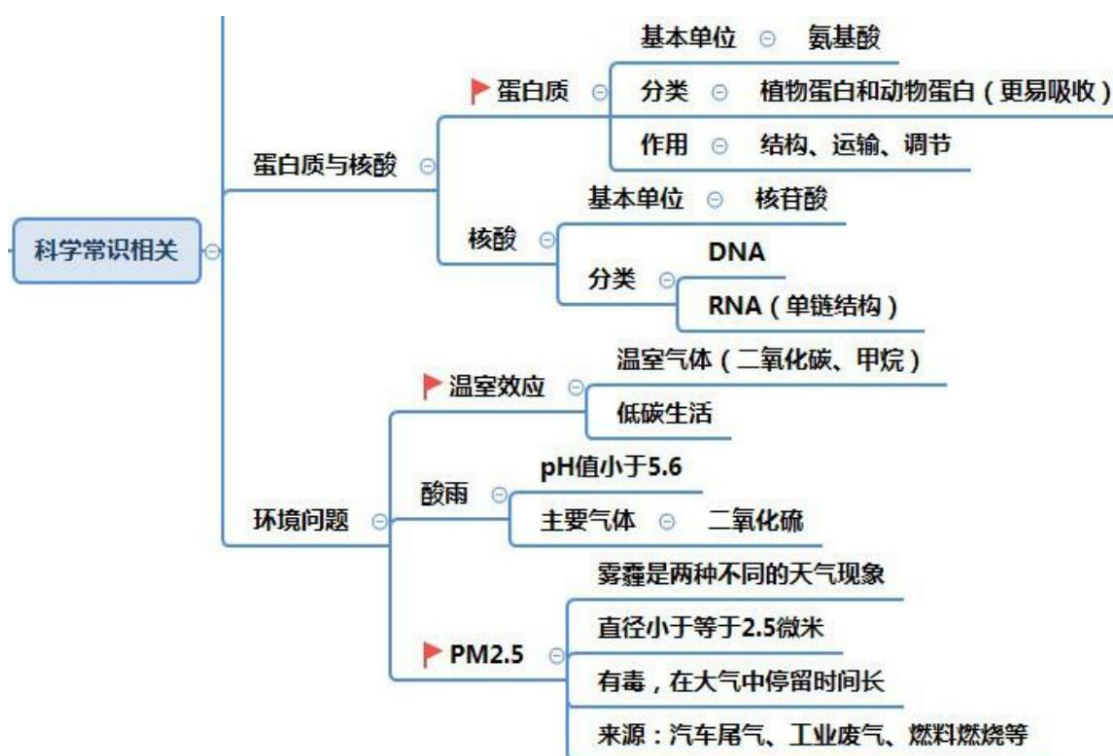 科学常识相关
蛋白质与核酸
蛋白质
基本单位
氨基酸
分类
植物蛋白和动物蛋白（更易吸收）
作用
结构、运输、调节
核酸
基本单位
核苷酸
分类
DNA
RNA（单链结构）
环境问题
温室效应
温室气体（二氧化碳、甲烷）
低碳生活
酸雨
pH值小于5.6
主要气体
二氧化硫
PM2.5
雾霾是两种不同的天气现象
直径小于等于2.5微米
有毒，在大气中停留时间长
来源：汽车尾气、工业废气、燃料燃烧等